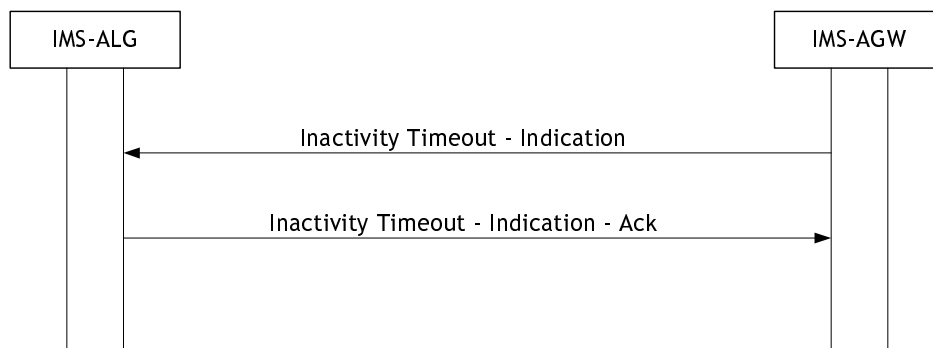 IMS-ALG
IMS-AGW
Inactivity Timeout - Indication
Inactivity Timeout - Indication - Ack